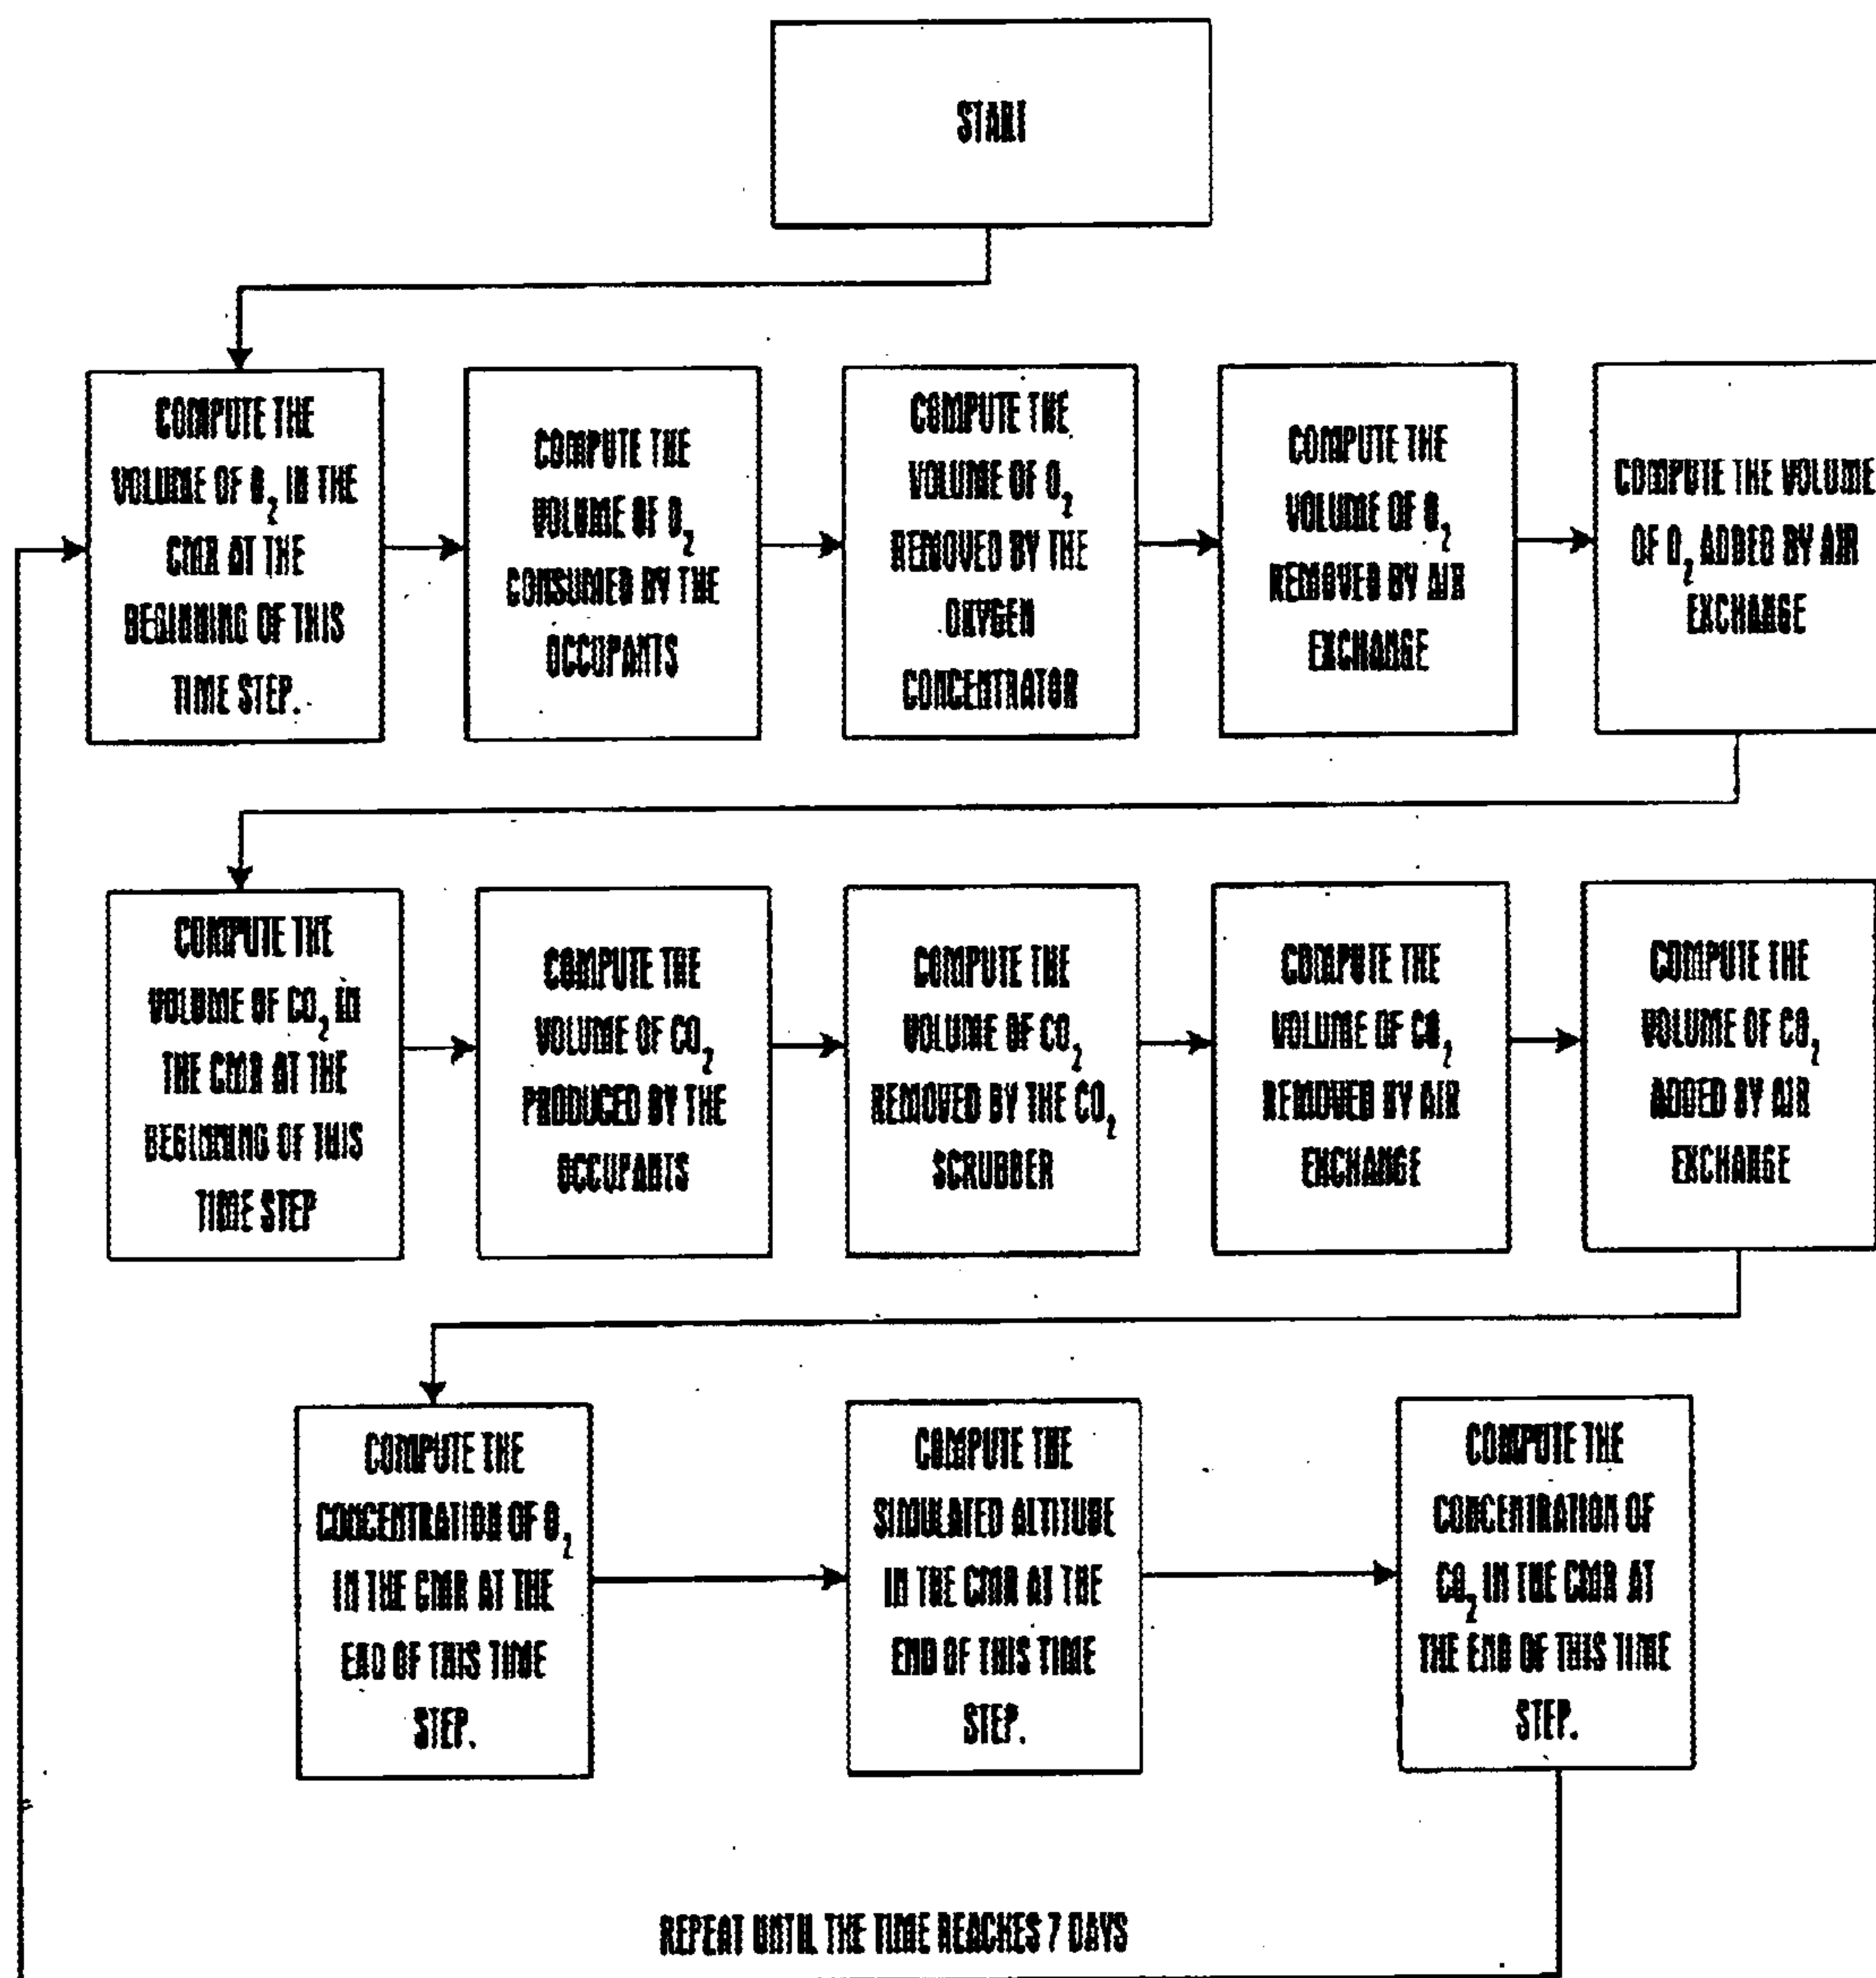 START
COMPUTE THE
VOLUME OF O₂ IN THE
CMR AT THE
BEGINNING OF THIS
TIME STEP.
COMPUTE THE
VOLUME OF O₂
CONSUMED BY THE
OCCUPANTS
COMPUTE THE
VOLUME OF O₂
REMOVED BY THE
OXYGEN
CONCENTRATOR
COMPUTE THE
VOLUME OF O₂
REMOVED BY AIR
EXCHANGE
COMPUTE THE VOLUME
OF O₂ ADDED BY AIR
EXCHANGE
COMPUTE THE
VOLUME OF CO₂ IN
THE CMR AT THE
BEGINNING OF THIS
TIME STEP
COMPUTE THE
VOLUME OF CO₂
PRODUCED BY THE
OCCUPANTS
COMPUTE THE
VOLUME OF CO₂
REMOVED BY THE CO₂
SCRUBBER
COMPUTE THE
VOLUME OF CO₂
REMOVED BY AIR
EXCHANGE
COMPUTE THE
VOLUME OF CO₂
ADDED BY AIR
EXCHANGE
COMPUTE THE
CONCENTRATION OF O₂
IN THE CMR AT THE
END OF THIS TIME
STEP.
COMPUTE THE
SIMULATED ALTITUDE
IN THE CMR AT THE
END OF THIS TIME
STEP.
COMPUTE THE
CONCENTRATION OF
CO₂ IN THE CMR AT
THE END OF THIS TIME
STEP.
REPEAT UNTIL THE TIME REACHES 7 DAYS